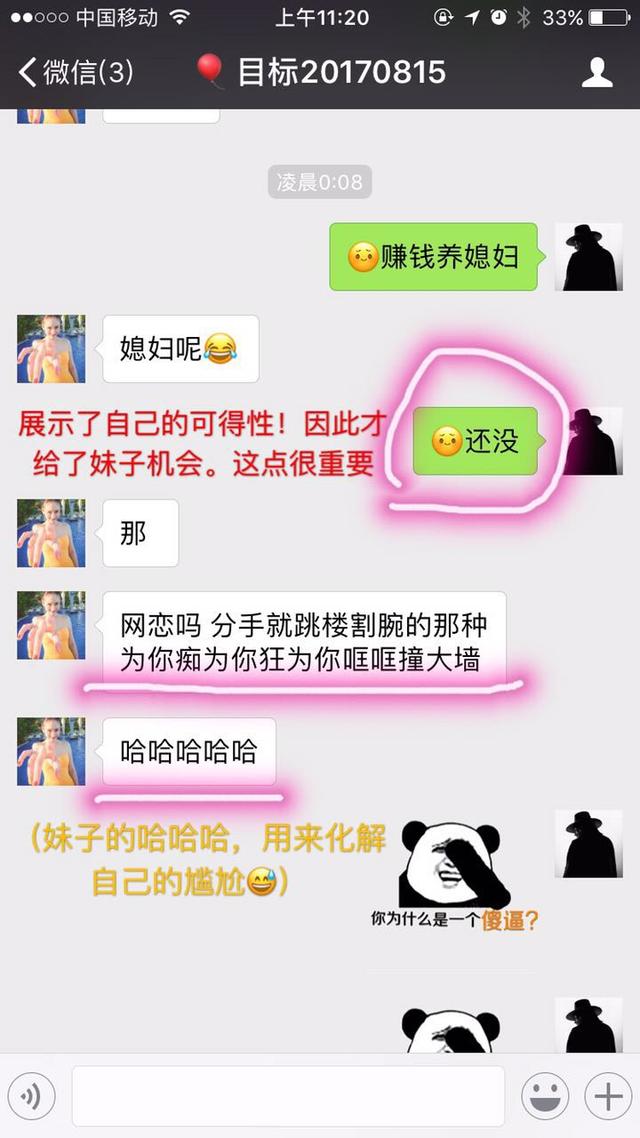 中国移动 上午11:20 33%
微信(3) 目标20170815
凌晨0:08
赚钱养媳妇
媳妇呢
还没
展示了自己的可得性！因此才
给了妹子机会。这点很重要
那
网恋吗 分手就跳楼割腕的那种
为你痴为你狂为你哐哐撞大墙
哈哈哈哈哈
（妹子的哈哈哈，用来化解
自己的尴尬）
你为什么是一个傻逼？